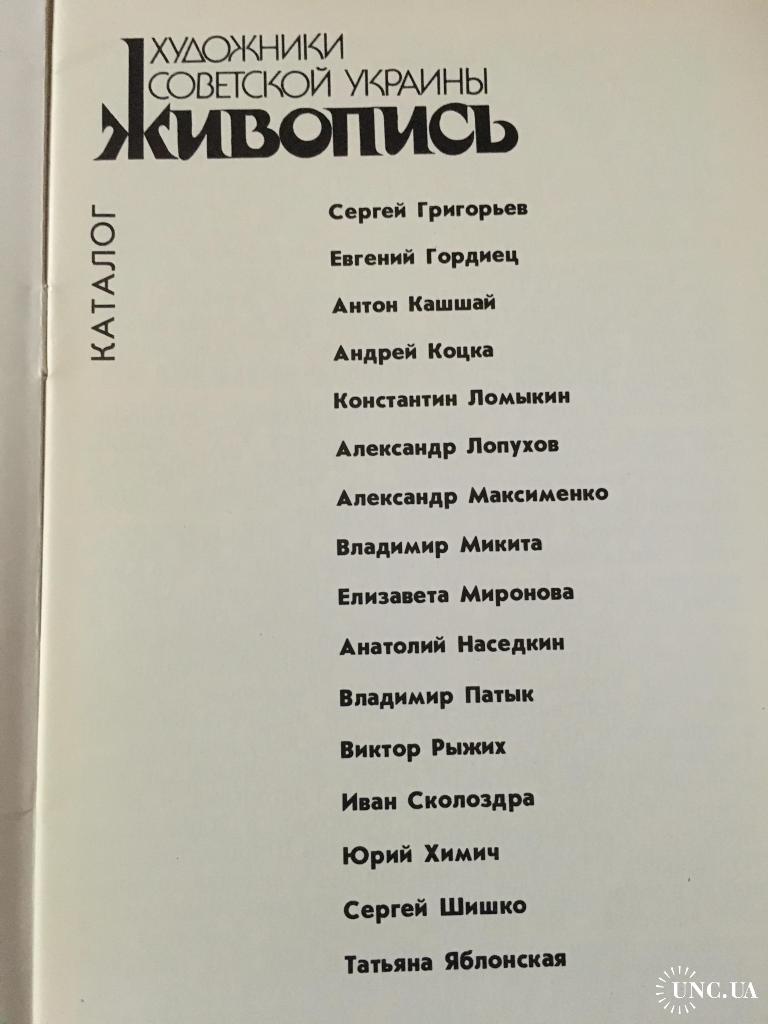 ХУДОЖНИКИ
СОВЕТСКОЙ УКРАИНЫ
ЖИВОПИСЬ
КАТАЛОГ
Сергей Григорьев
Евгений Гордиец
Антон Кашшай
Андрей Коцка
Константин Ломыкин
Александр Лопухов
Александр Максименко
Владимир Микита
Елизавета Миронова
Анатолий Наседкин
Владимир Патык
Виктор Рыжих
Иван Сколоздра
Юрий Химич
Сергей Шишко
Татьяна Яблонская
UNC.UA